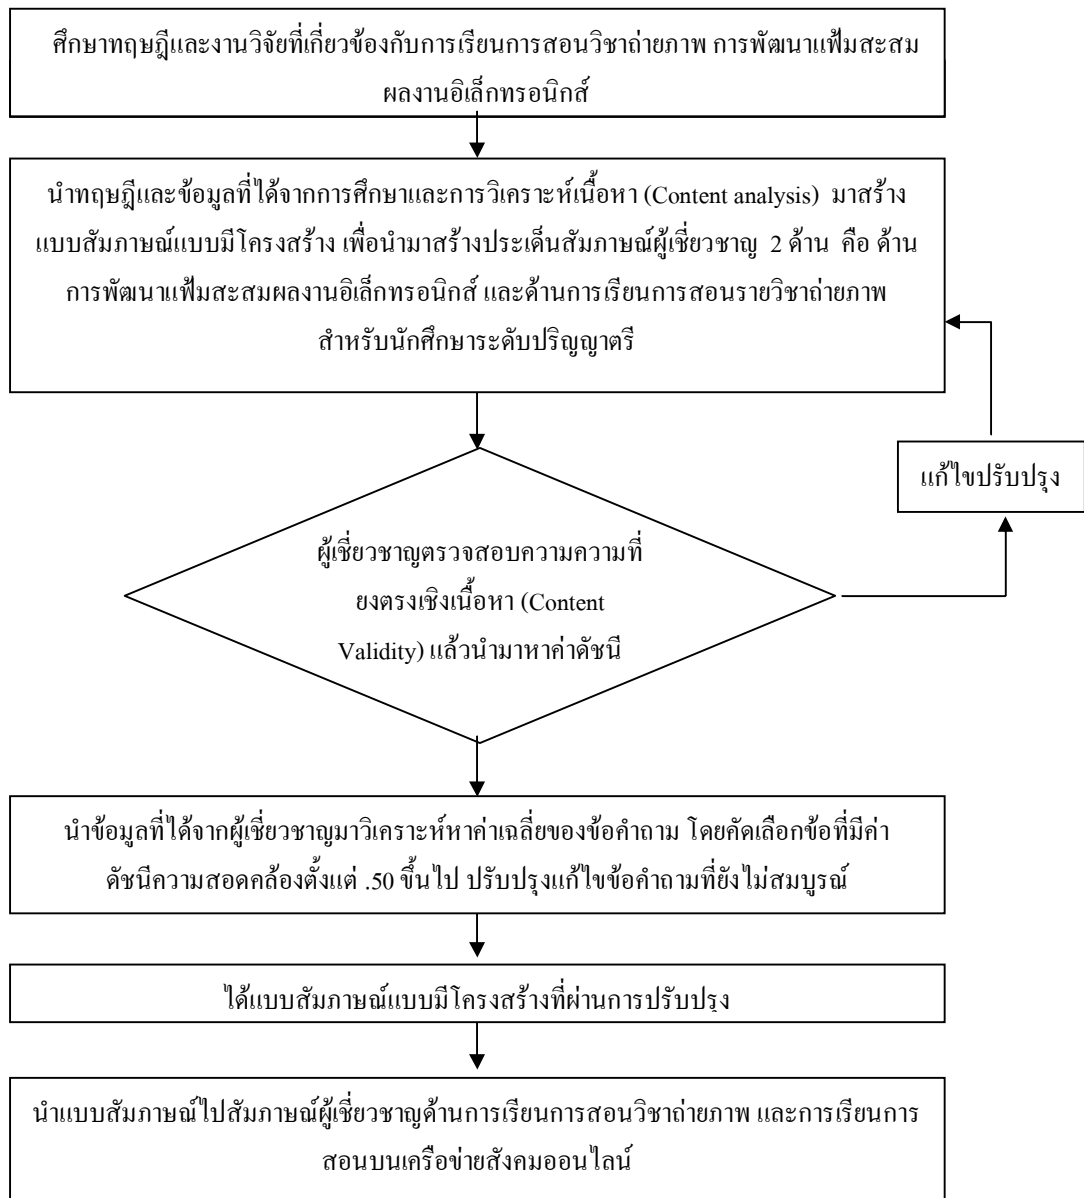 ศึกษาทฤษฎีและงานวิจัยที่เกี่ยวข้องกับการเรียนการสอนวิชาถ่ายภาพ การพัฒนาแฟ้มสะสม
ผลงานอิเล็กทรอนิกส์
นำทฤษฎีและข้อมูลที่ได้จากการศึกษาและการวิเคราะห์เนื้อหา (Content analysis) มาสร้าง
แบบสัมภาษณ์แบบมีโครงสร้าง เพื่อนำมาสร้างประเด็นสัมภาษณ์ผู้เชี่ยวชาญ 2 ด้าน คือ ด้าน
การพัฒนาแฟ้มสะสมผลงานอิเล็กทรอนิกส์ และด้านการเรียนการสอนรายวิชาถ่ายภาพ
สำหรับนักศึกษาระดับปริญญาตรี
แก้ไขปรับปรุง
ผู้เชี่ยวชาญตรวจสอบความความที่
ยงตรงเชิงเนื้อหา (Content
Validity) แล้วนำมาหาค่าดัชนี
นำข้อมูลที่ได้จากผู้เชี่ยวชาญมาวิเคราะห์หาค่าเฉลี่ยของข้อคำถาม โดยคัดเลือกข้อที่มีค่า
ดัชนีความสอดคล้องตั้งแต่ .50 ขึ้นไป ปรับปรุงแก้ไขข้อคำถามที่ยังไม่สมบูรณ์
ได้แบบสัมภาษณ์แบบมีโครงสร้างที่ผ่านการปรับปรุง
นำแบบสัมภาษณ์ไปสัมภาษณ์ผู้เชี่ยวชาญด้านการเรียนการสอนวิชาถ่ายภาพ และการเรียนการ
สอนบนเครือข่ายสังคมออนไลน์